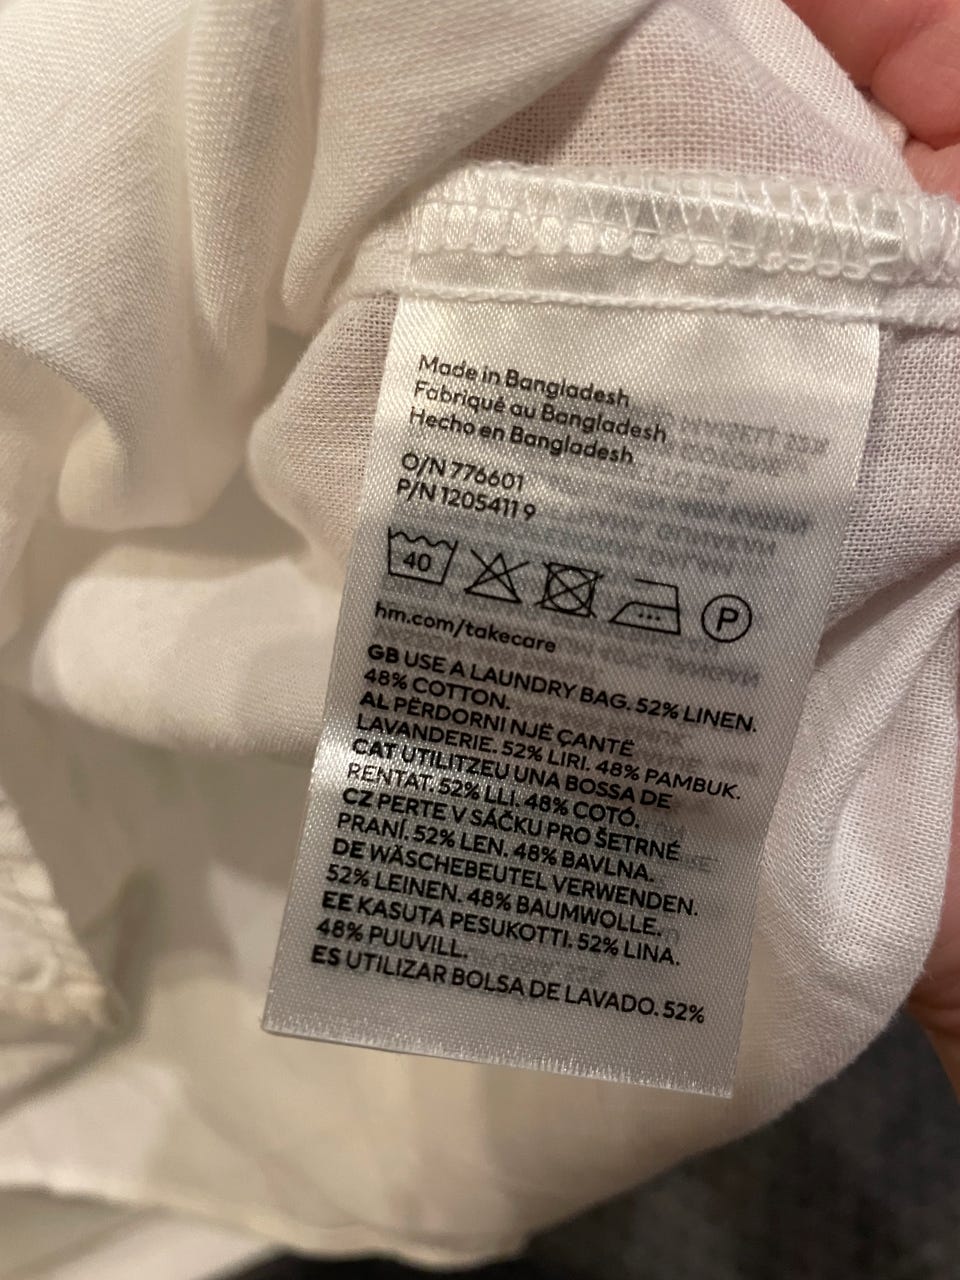 Made in Bangladesh
Fabriqué au Bangladesh
Hecho en Bangladesh
O/N 776601
P/N 1205411 9
40
P
hm.com/takecare
GB USE A LAUNDRY BAG. 52% LINEN.
48% COTTON.
AL PËRDORNI NJË ÇANTË
LAVANDERIE. 52% LIRI. 48% PAMBUK.
CAT UTILITZEU UNA BOSSA DE
RENTAT. 52% LLI. 48% COTÓ.
CZ PERTE V SÁČKU PRO ŠETRNÉ
PRANÍ. 52% LEN. 48% BAVLNA.
DE WÄSCHEBEUTEL VERWENDEN.
52% LEINEN. 48% BAUMWOLLE.
EE KASUTA PESUKOTTI. 52% LINA.
48% PUUVILL.
ES UTILIZAR BOLSA DE LAVADO. 52%